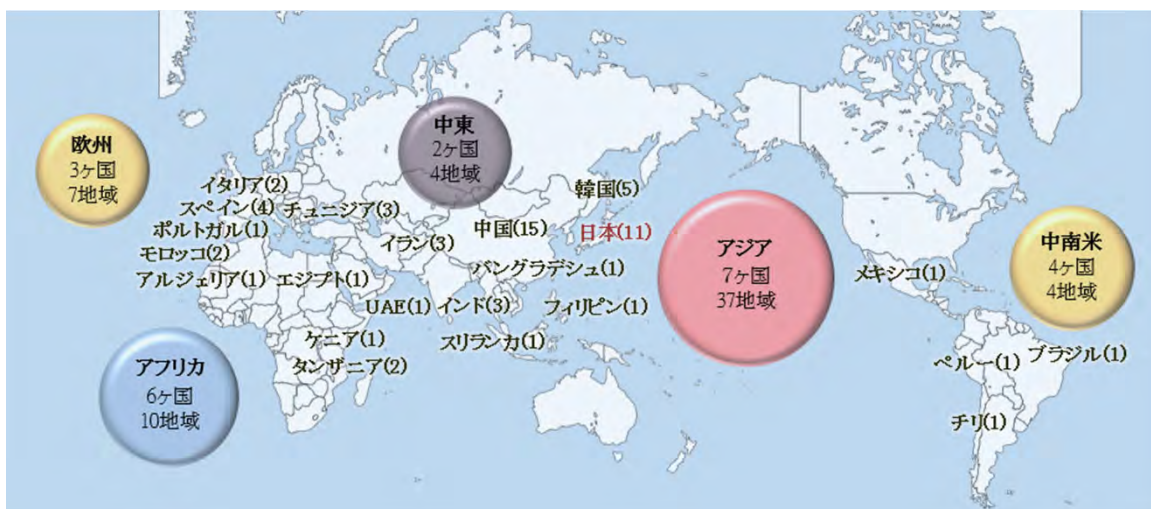 欧州
3ヶ国
7地域
中東
2ヶ国
4地域
イタリア(2)
スペイン(4)
チュニジア(3)
ポルトガル(1)
モロッコ(2)
アルジェリア(1)
エジプト(1)
イラン(3)
UAE(1)
インド(3)
中国(15)
韓国(5)
日本(11)
バングラデシュ(1)
フィリピン(1)
スリランカ(1)
ケニア(1)
タンザニア(2)
アフリカ
6ヶ国
10地域
アジア
7ヶ国
37地域
メキシコ(1)
中南米
4ヶ国
4地域
ペルー(1)
ブラジル(1)
チリ(1)